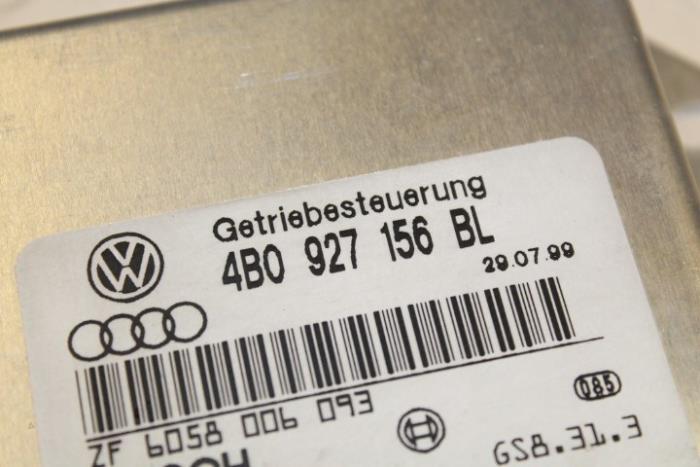 Getriebesteuerung
4B0 927 156 BL
29.07.99
085
ZF 6058 006 093
GS8.31.3